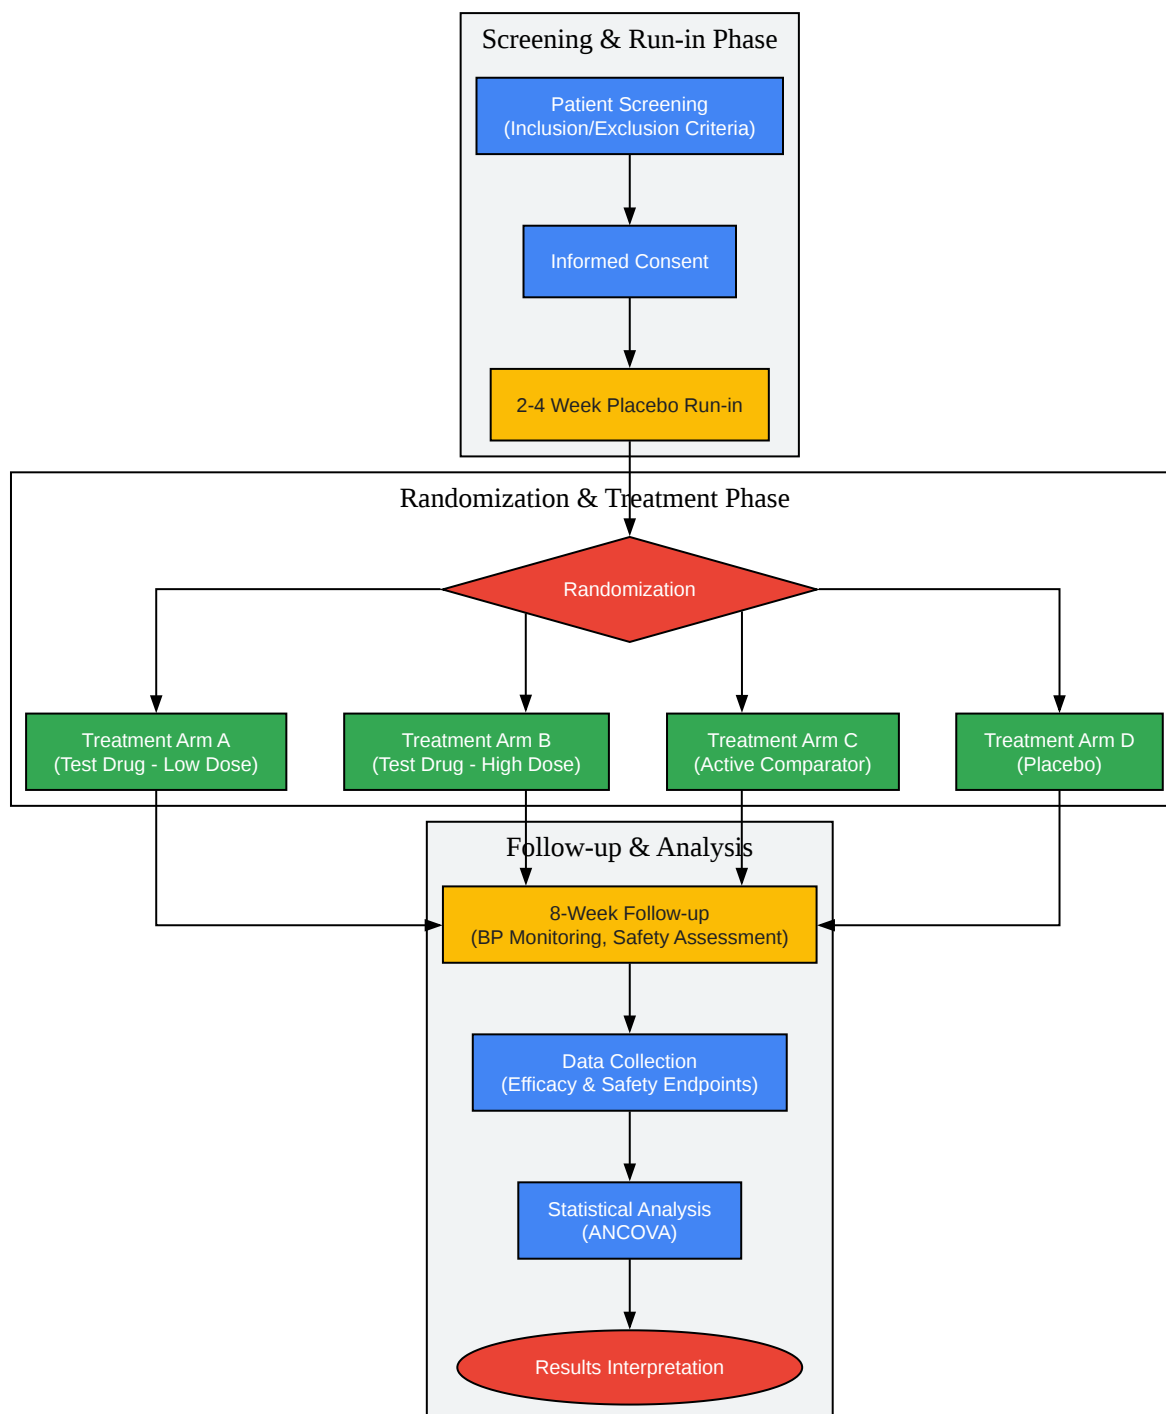 Screening & Run-in Phase
Patient Screening
(Inclusion/Exclusion Criteria)
Informed Consent
2-4 Week Placebo Run-in
Randomization & Treatment Phase
Randomization
Treatment Arm A
(Test Drug - Low Dose)
Treatment Arm B
(Test Drug - High Dose)
Treatment Arm C
(Active Comparator)
Treatment Arm D
(Placebo)
Follow-up & Analysis
8-Week Follow-up
(BP Monitoring, Safety Assessment)
Data Collection
(Efficacy & Safety Endpoints)
Statistical Analysis
(ANCOVA)
Results Interpretation